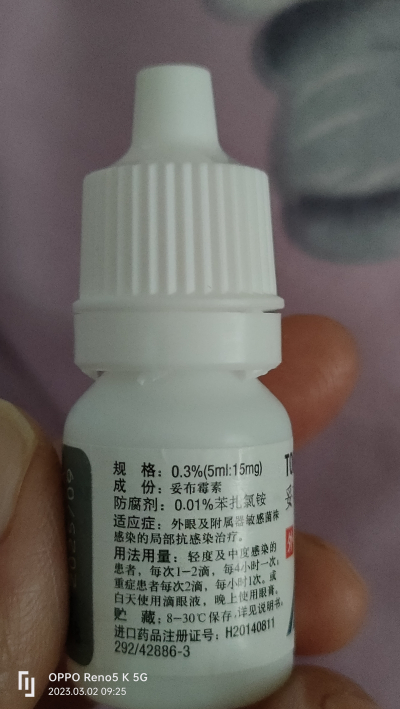 规 格：0.3%(5ml:15mg)
成 份：妥布霉素
防腐剂：0.01%苯扎氯铵
适应症：外眼及附属器敏感菌株
感染的局部抗感染治疗。
用法用量：轻度及中度感染的
患者，每次1-2滴，每4小时一次；
重症患者每次2滴，每小时1次。或
白天使用滴眼液，晚上使用眼膏。
贮 藏：8-30℃保存，详见说明书。
进口药品注册证号：H20140811
292/42886-3
TO
妥
OPPO Reno5 K 5G
2023.03.02 09:25